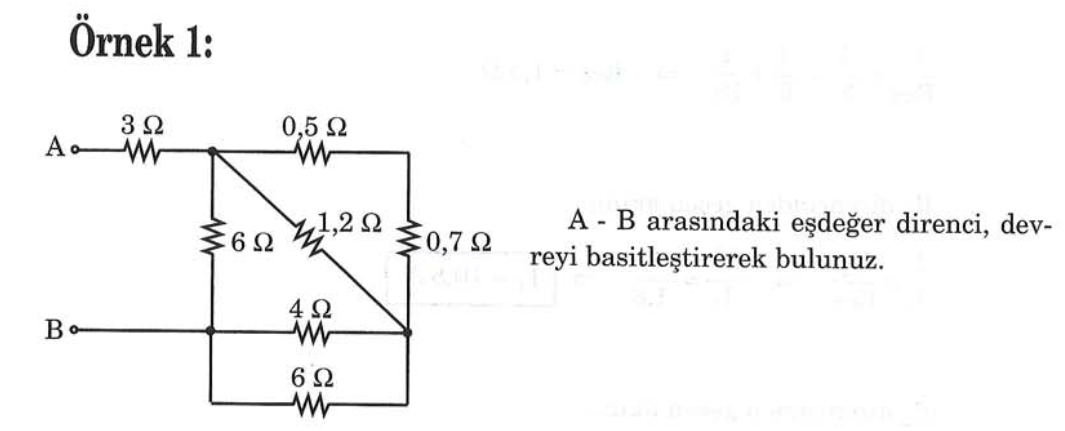 Örnek 1:
3 Ω
0,5 Ω
A
6 Ω
1,2 Ω
0,7 Ω
A - B arasındaki eşdeğer direnci, dev-
reyi basitleştirerek bulunuz.
4 Ω
B
6 Ω